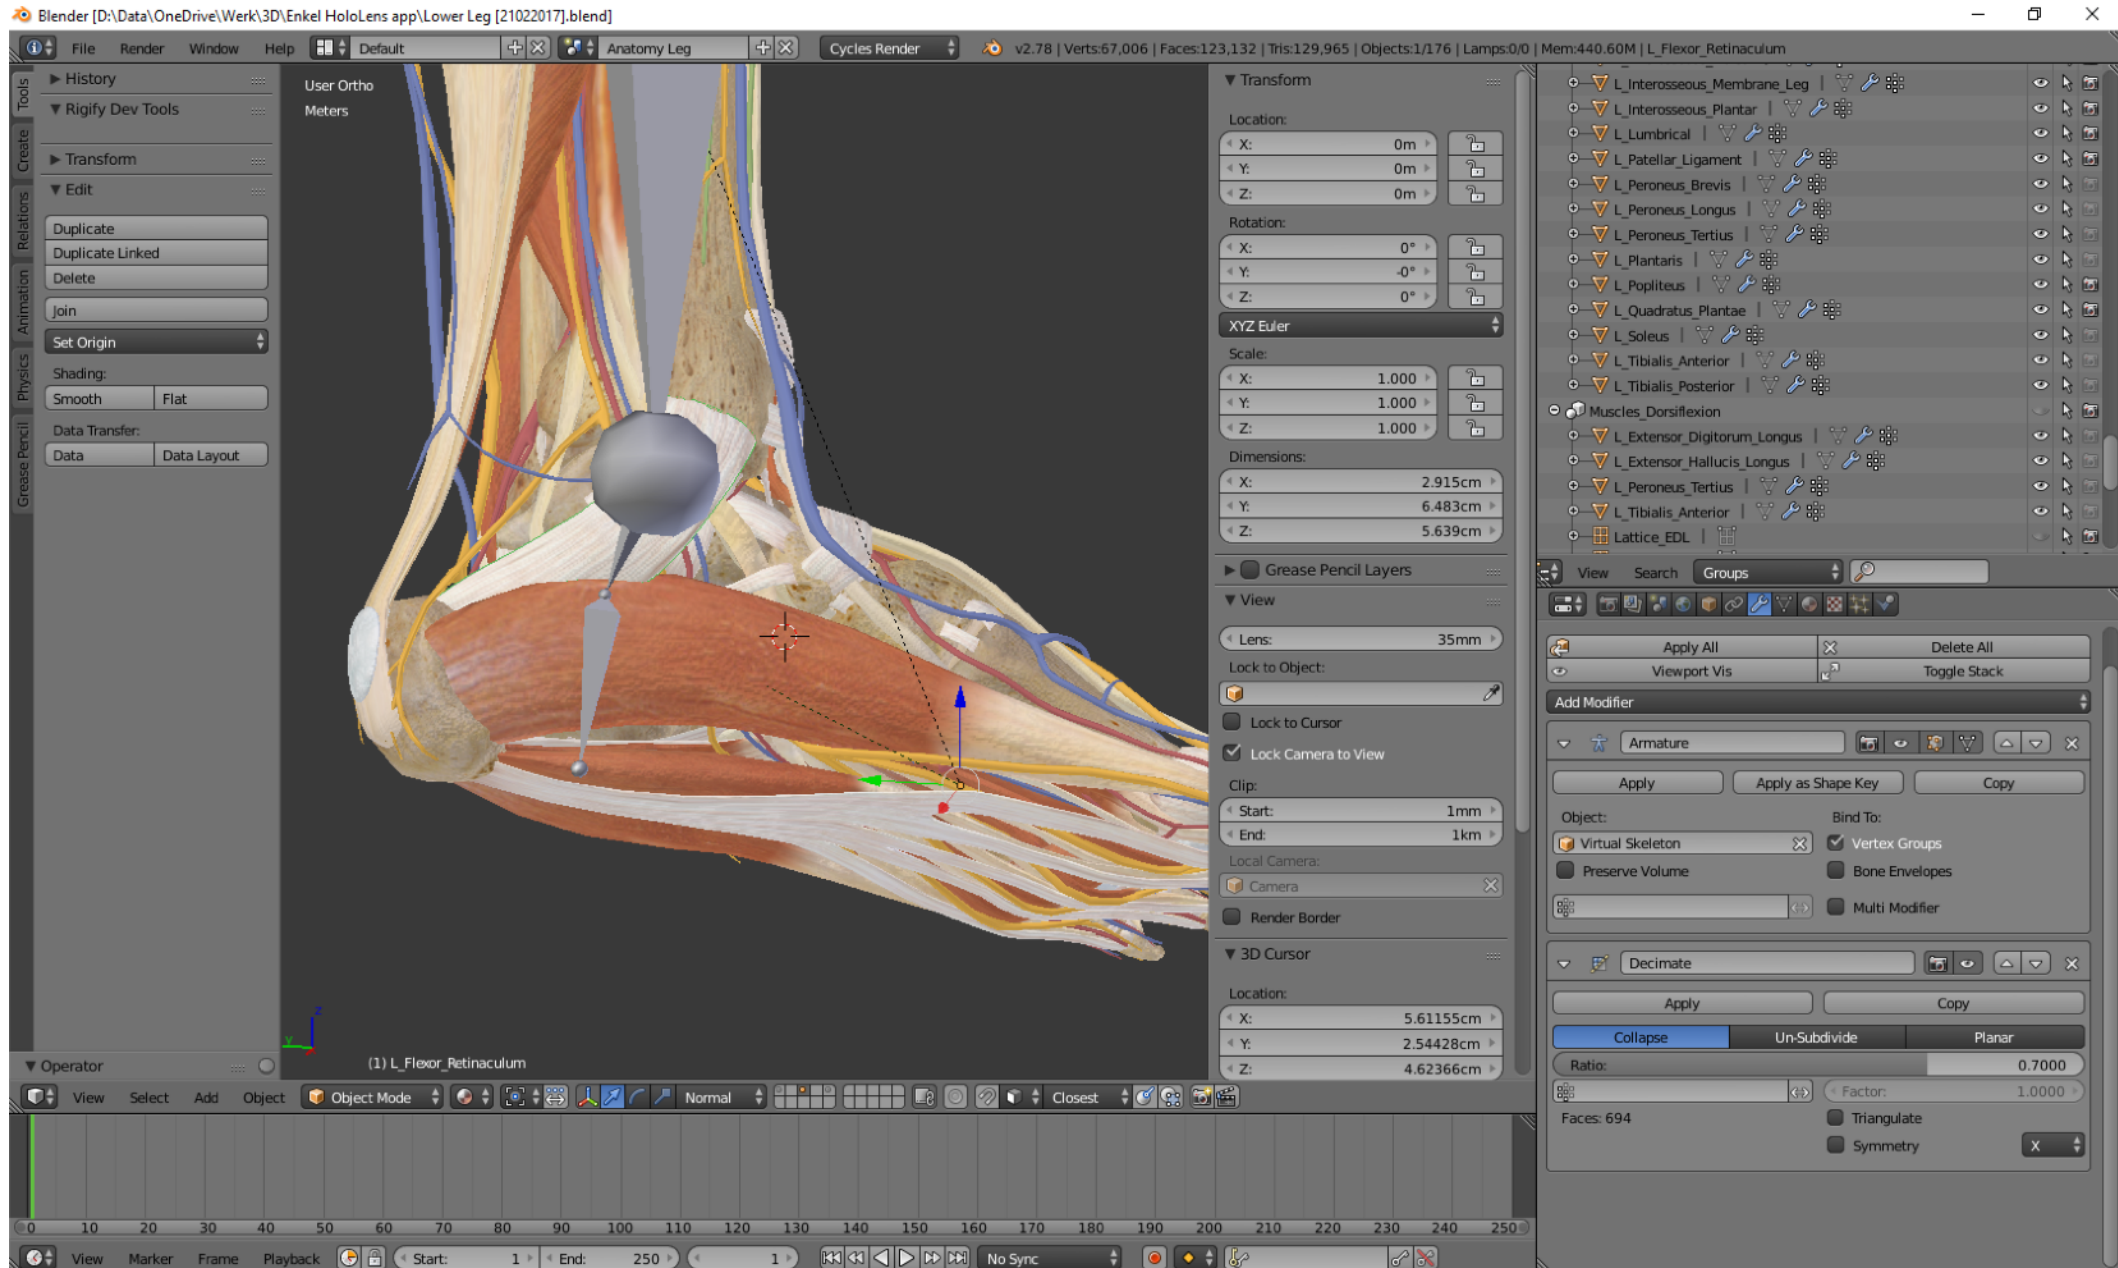 Blender [D:\Data\OneDrive\Werk\3D\Enkel HoloLens app\Lower Leg [21022017].blend]
File Render Window Help Default Anatomy Leg Cycles Render v2.78 | Verts:67,006 | Faces:123,132 | Tris:129,965 | Objects:1/176 | Lamps:0/0 | Mem:440.60M | L_Flexor_Retinaculum
Tools
Create
Relations
Animation
Physics
Grease Pencil
History
Rigify Dev Tools
Transform
Edit
Duplicate
Duplicate Linked
Delete
Join
Set Origin
Shading:
Smooth Flat
Data Transfer:
Data Data Layout
Operator
User Ortho
Meters
z
y
(1) L_Flexor_Retinaculum
Transform
Location:
X: 0m
Y: 0m
Z: 0m
Rotation:
X: 0°
Y: -0°
Z: 0°
XYZ Euler
Scale:
X: 1.000
Y: 1.000
Z: 1.000
Dimensions:
X: 2.915cm
Y: 6.483cm
Z: 5.639cm
Grease Pencil Layers
View
Lens: 35mm
Lock to Object:
Lock to Cursor
Lock Camera to View
Clip:
Start: 1mm
End: 1km
Local Camera:
Camera
Render Border
3D Cursor
Location:
X: 5.61155cm
Y: 2.54428cm
Z: 4.62366cm
L_Interosseous_Membrane_Leg
L_Interosseous_Plantar
L_Lumbrical
L_Patellar_Ligament
L_Peroneus_Brevis
L_Peroneus_Longus
L_Peroneus_Tertius
L_Plantaris
L_Popliteus
L_Quadratus_Plantae
L_Soleus
L_Tibialis_Anterior
L_Tibialis_Posterior
Muscles_Dorsiflexion
L_Extensor_Digitorum_Longus
L_Extensor_Hallucis_Longus
L_Peroneus_Tertius
L_Tibialis_Anterior
Lattice_EDL
View Search Groups
Apply All Delete All
Viewport Vis Toggle Stack
Add Modifier
Armature
Apply Apply as Shape Key Copy
Object: Bind To:
Virtual Skeleton Vertex Groups
Preserve Volume Bone Envelopes
Multi Modifier
Decimate
Apply Copy
Collapse Un-Subdivide Planar
Ratio: 0.7000
Factor: 1.0000
Faces: 694 Triangulate
Symmetry X
View Select Add Object Object Mode Normal Closest
0 10 20 30 40 50 60 70 80 90 100 110 120 130 140 150 160 170 180 190 200 210 220 230 240 250
View Marker Frame Playback Start: 1 End: 250 1 No Sync